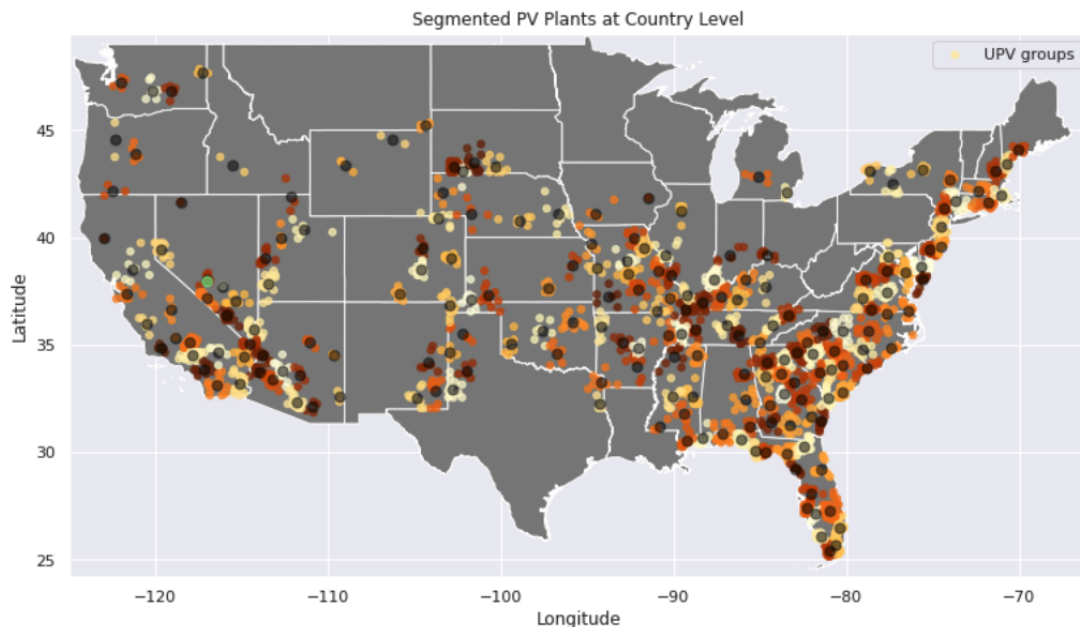 Segmented PV Plants at Country Level
UPV groups
45
40
35
30
25
Latitude
−120
−110
−100
−90
−80
−70
Longitude